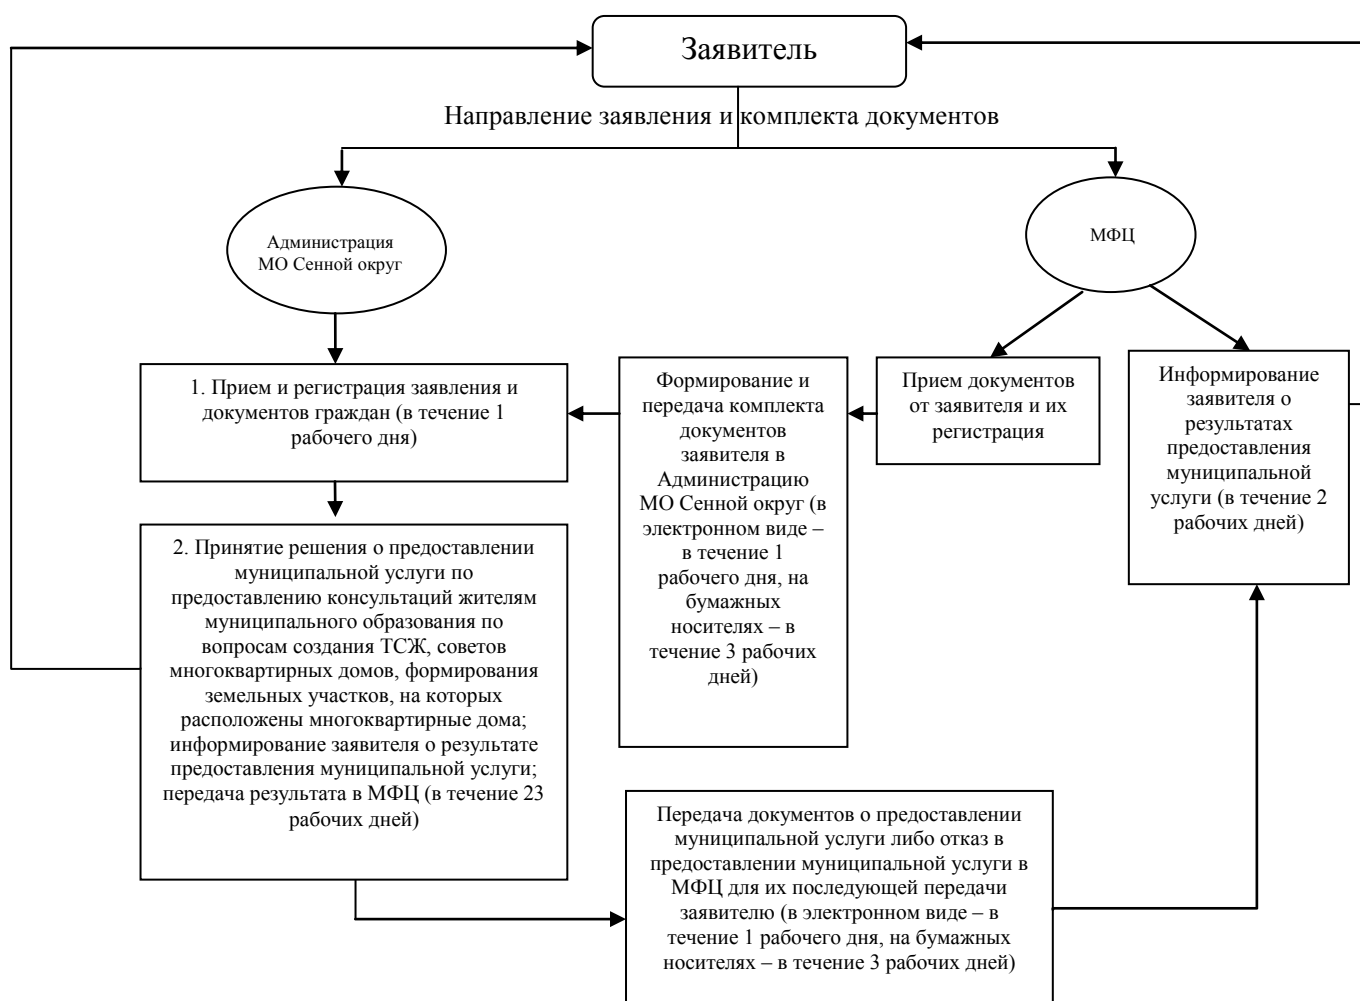 Заявитель
Направление заявления и комплекта документов
Администрация
МО Сенной округ
МФЦ
1. Прием и регистрация заявления и
документов граждан (в течение 1
рабочего дня)
Формирование и
передача комплекта
документов
заявителя в
Администрацию
МО Сенной округ (в
электронном виде –
в течение 1
рабочего дня, на
бумажных
носителях – в
течение 3 рабочих
дней)
Прием документов
от заявителя и их
регистрация
Информирование
заявителя о
результатах
предоставления
муниципальной
услуги (в течение 2
рабочих дней)
2. Принятие решения о предоставлении
муниципальной услуги по
предоставлению консультаций жителям
муниципального образования по
вопросам создания ТСЖ, советов
многоквартирных домов, формирования
земельных участков, на которых
расположены многоквартирные дома;
информирование заявителя о результате
предоставления муниципальной услуги;
передача результата в МФЦ (в течение 23
рабочих дней)
Передача документов о предоставлении
муниципальной услуги либо отказ в
предоставлении муниципальной услуги в
МФЦ для их последующей передачи
заявителю (в электронном виде – в
течение 1 рабочего дня, на бумажных
носителях – в течение 3 рабочих дней)